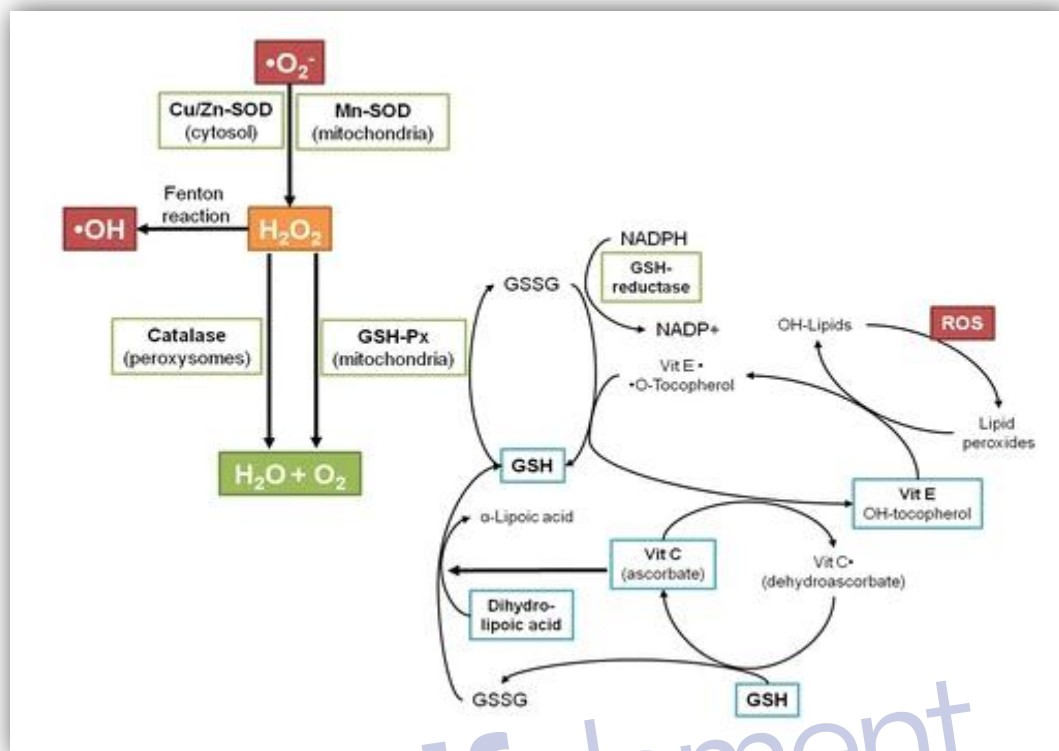 •O₂⁻
Cu/Zn-SOD
(cytosol)
Mn-SOD
(mitochondria)
Fenton
reaction
•OH
H₂O₂
Catalase
(peroxysomes)
GSH-Px
(mitochondria)
H₂O + O₂
NADPH
GSH-
reductase
GSSG
NADP+
Vit E •
•O-Tocopherol
OH-Lipids
ROS
Lipid
peroxides
GSH
Vit E
OH-tocopherol
α-Lipoic acid
Vit C
(ascorbate)
Vit C•
(dehydroascorbate)
Dihydro-
lipoic acid
GSSG
GSH